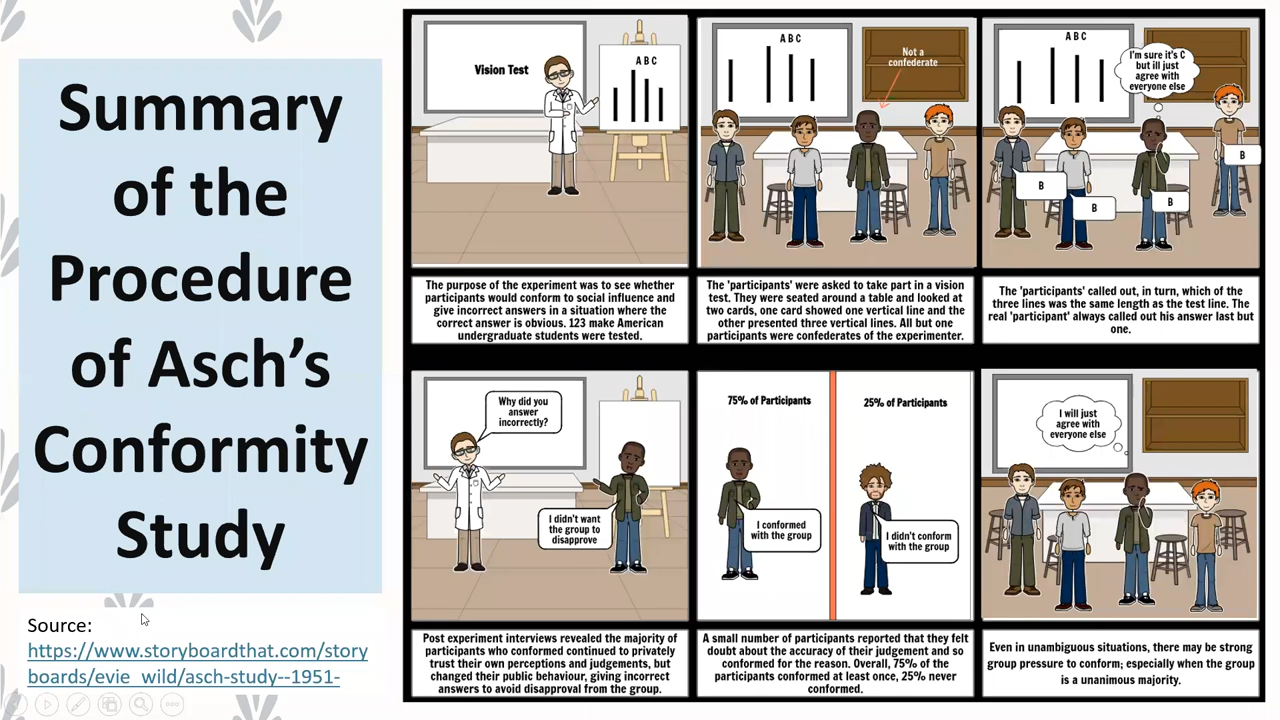 Summary
of the
Procedure
of Asch's
Conformity
Study
Source:
https://www.storyboardthat.com/story
boards/evie_wild/asch-study--1951-
Vision Test
A B C
The purpose of the experiment was to see whether
participants would conform to social influence and
give incorrect answers in a situation where the
correct answer is obvious. 123 make American
undergraduate students were tested.
A B C
Not a
confederate
The 'participants' were asked to take part in a vision
test. They were seated around a table and looked at
two cards, one card showed one vertical line and the
other presented three vertical lines. All but one
participants were confederates of the experimenter.
A B C
I'm sure it's C
but ill just
agree with
everyone else
B
B
B
B
The 'participants' called out, in turn, which of the
three lines was the same length as the test line. The
real 'participant' always called out his answer last but
one.
Why did you
answer
incorrectly?
I didn't want
the group to
disapprove
Post experiment interviews revealed the majority of
participants who conformed continued to privately
trust their own perceptions and judgements, but
changed their public behaviour, giving incorrect
answers to avoid disapproval from the group.
75% of Participants
25% of Participants
I conformed
with the group
I didn't conform
with the group
A small number of participants reported that they felt
doubt about the accuracy of their judgement and so
conformed for the reason. Overall, 75% of the
participants conformed at least once, 25% never
conformed.
I will just
agree with
everyone else
Even in unambiguous situations, there may be strong
group pressure to conform; especially when the group
is a unanimous majority.